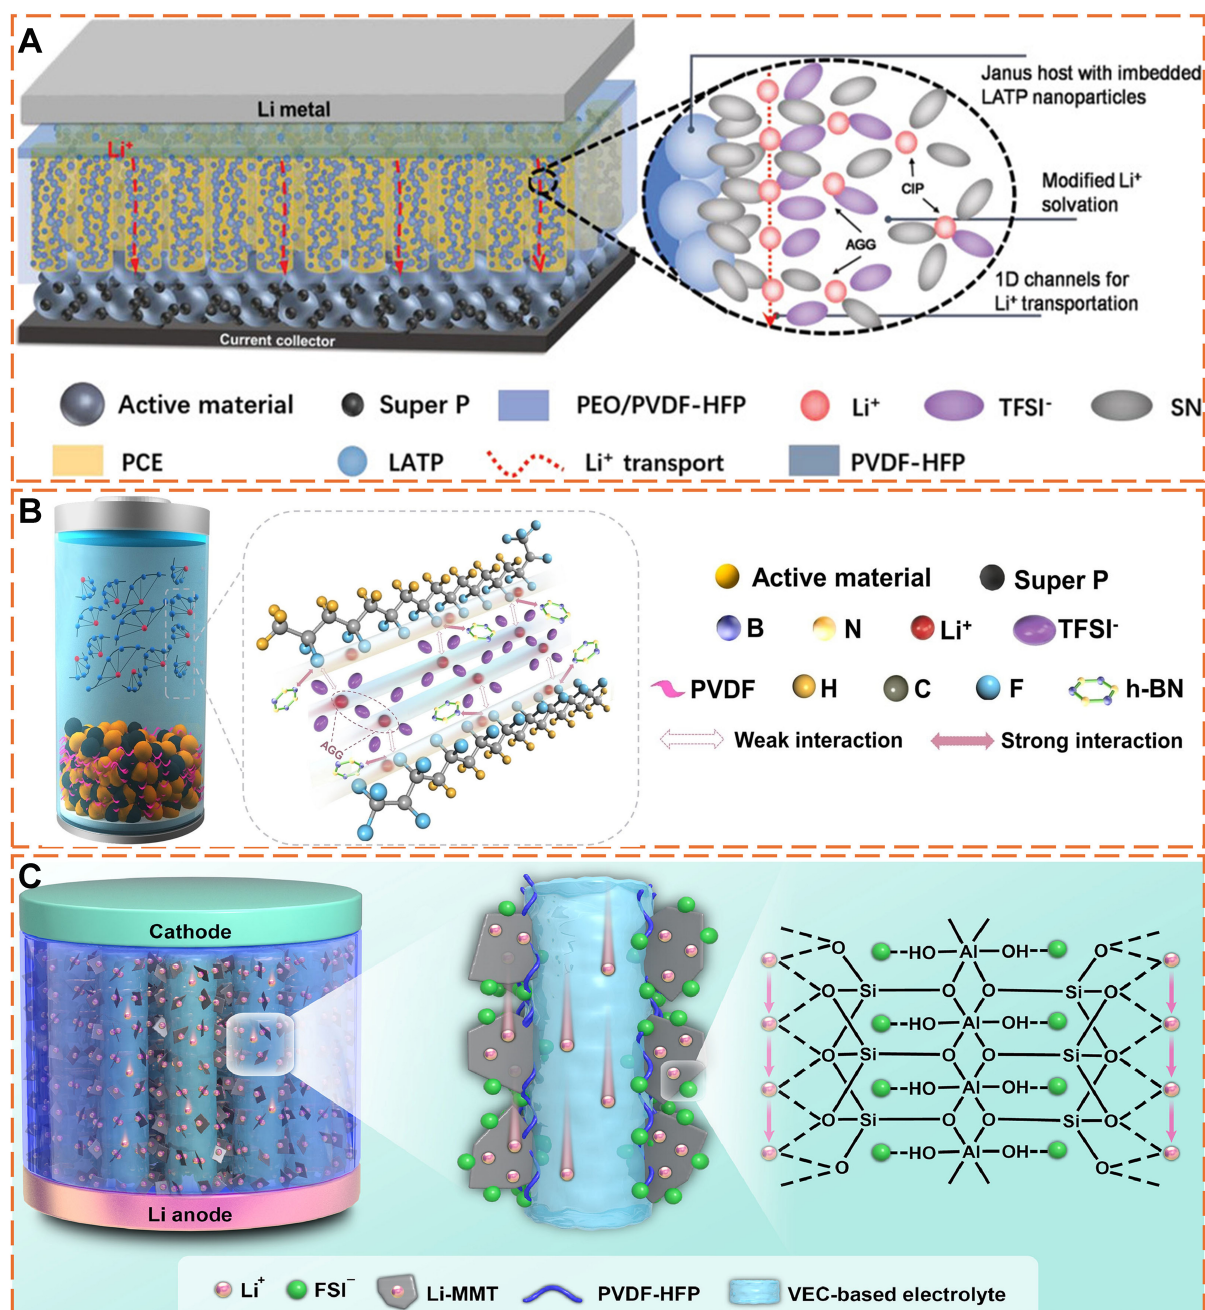 A
Li metal
Li⁺
Current collector
Janus host with imbedded
LATP nanoparticles
CIP
Modified Li⁺
solvation
AGG
1D channels for
Li⁺ transportation
Active material
Super P
PEO/PVDF-HFP
Li⁺
TFSI⁻
SN
PCE
LATP
Li⁺ transport
PVDF-HFP
B
AGG
Active material
Super P
B
N
Li⁺
TFSI⁻
PVDF
H
C
F
h-BN
Weak interaction
Strong interaction
C
Cathode
Li anode
O HO Al OH O
Si O O Si O
O
HO Al OH
O Si O O Si O
HO Al OH
O Si O O Si O
O HO Al OH O
Li⁺
FSI⁻
Li-MMT
PVDF-HFP
VEC-based electrolyte